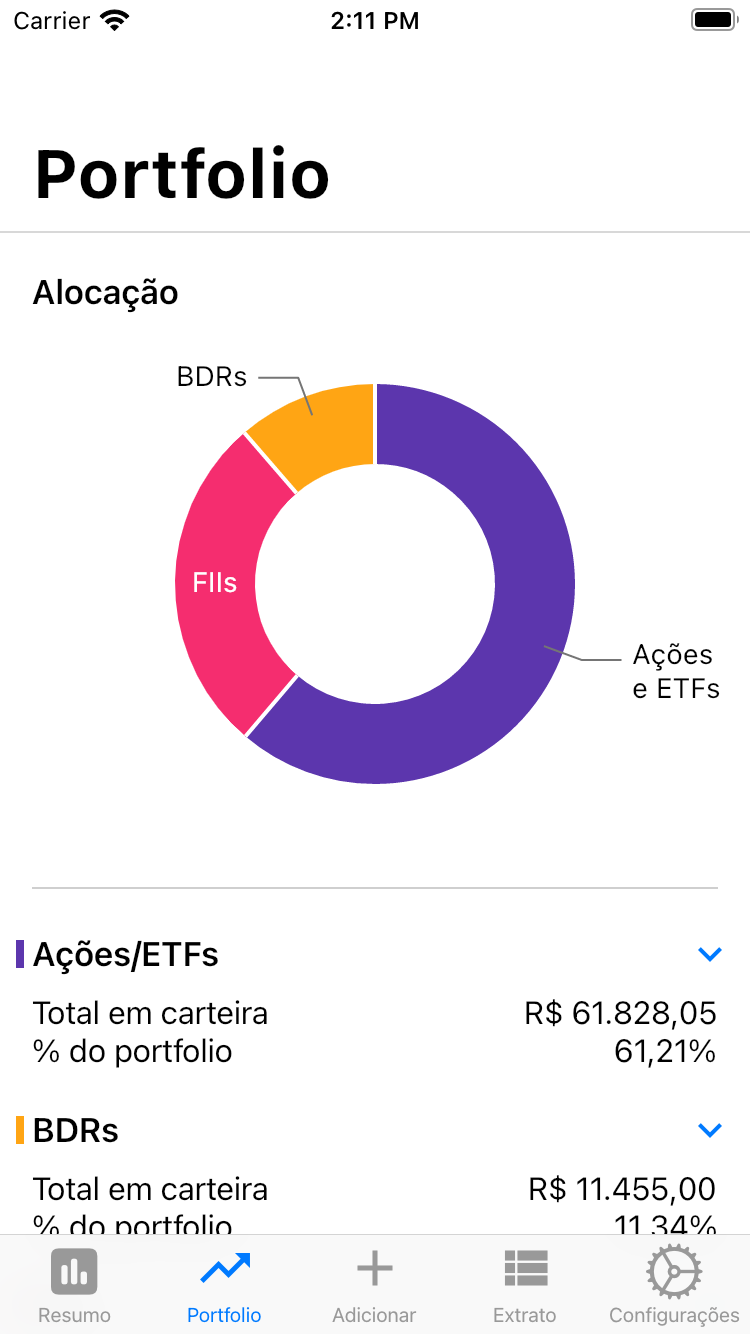 Carrier 2:11 PM
Portfolio
Alocação
BDRs
FIIs
Ações
e ETFs
Ações/ETFs
Total em carteira R$ 61.828,05
% do portfolio 61,21%
BDRs
Total em carteira R$ 11.455,00
% do portfolio 11,34%
Resumo Portfolio Adicionar Extrato Configurações